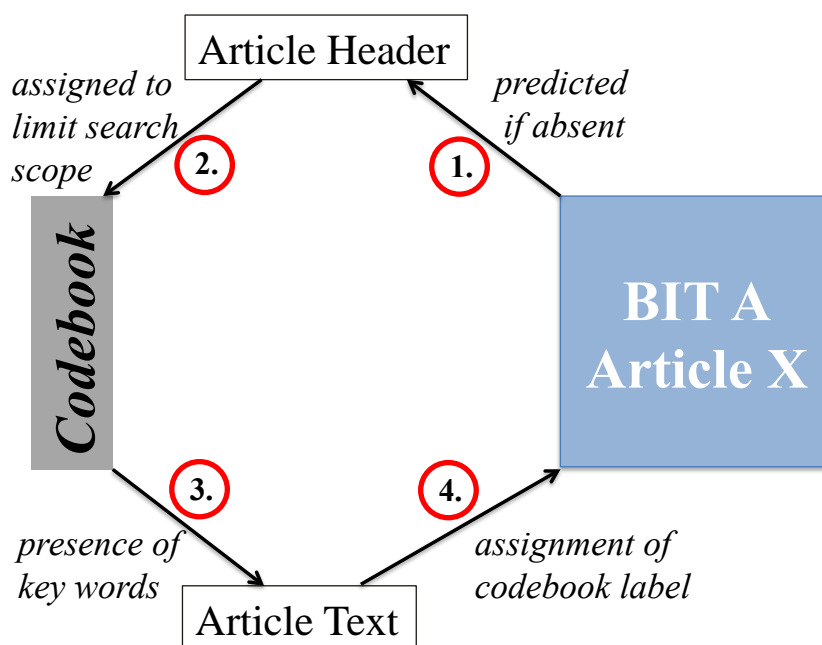 Article Header
assigned to
limit search
scope
2.
predicted
if absent
1.
Codebook
BIT A
Article X
3.
presence of
key words
4.
assignment of
codebook label
Article Text